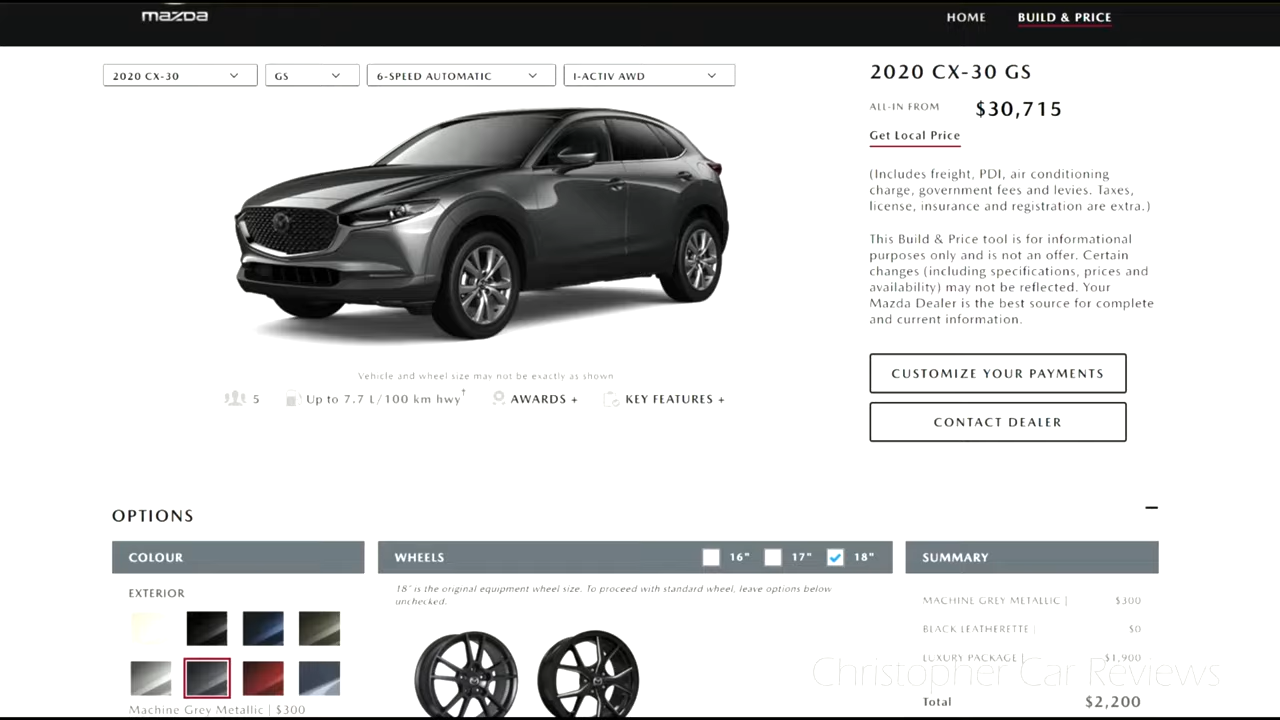 mazda
HOME
BUILD & PRICE
2020 CX-30
GS
6-SPEED AUTOMATIC
I-ACTIV AWD
2020 CX-30 GS
ALL-IN FROM $30,715
Get Local Price
(Includes freight, PDI, air conditioning
charge, government fees and levies. Taxes,
license, insurance and registration are extra.)
This Build & Price tool is for informational
purposes only and is not an offer. Certain
changes (including specifications, prices and
availability) may not be reflected. Your
Mazda Dealer is the best source for complete
and current information.
CUSTOMIZE YOUR PAYMENTS
CONTACT DEALER
Vehicle and wheel size may not be exactly as shown
5
Up to 7.7 L/100 km hwy†
AWARDS +
KEY FEATURES +
OPTIONS
COLOUR
EXTERIOR
Machine Grey Metallic | $300
WHEELS
16"
17"
18"
18" is the original equipment wheel size. To proceed with standard wheel, leave options below
unchecked.
SUMMARY
MACHINE GREY METALLIC | $300
BLACK LEATHERETTE | $0
LUXURY PACKAGE | $1,900
Total $2,200
Christopher Car Reviews